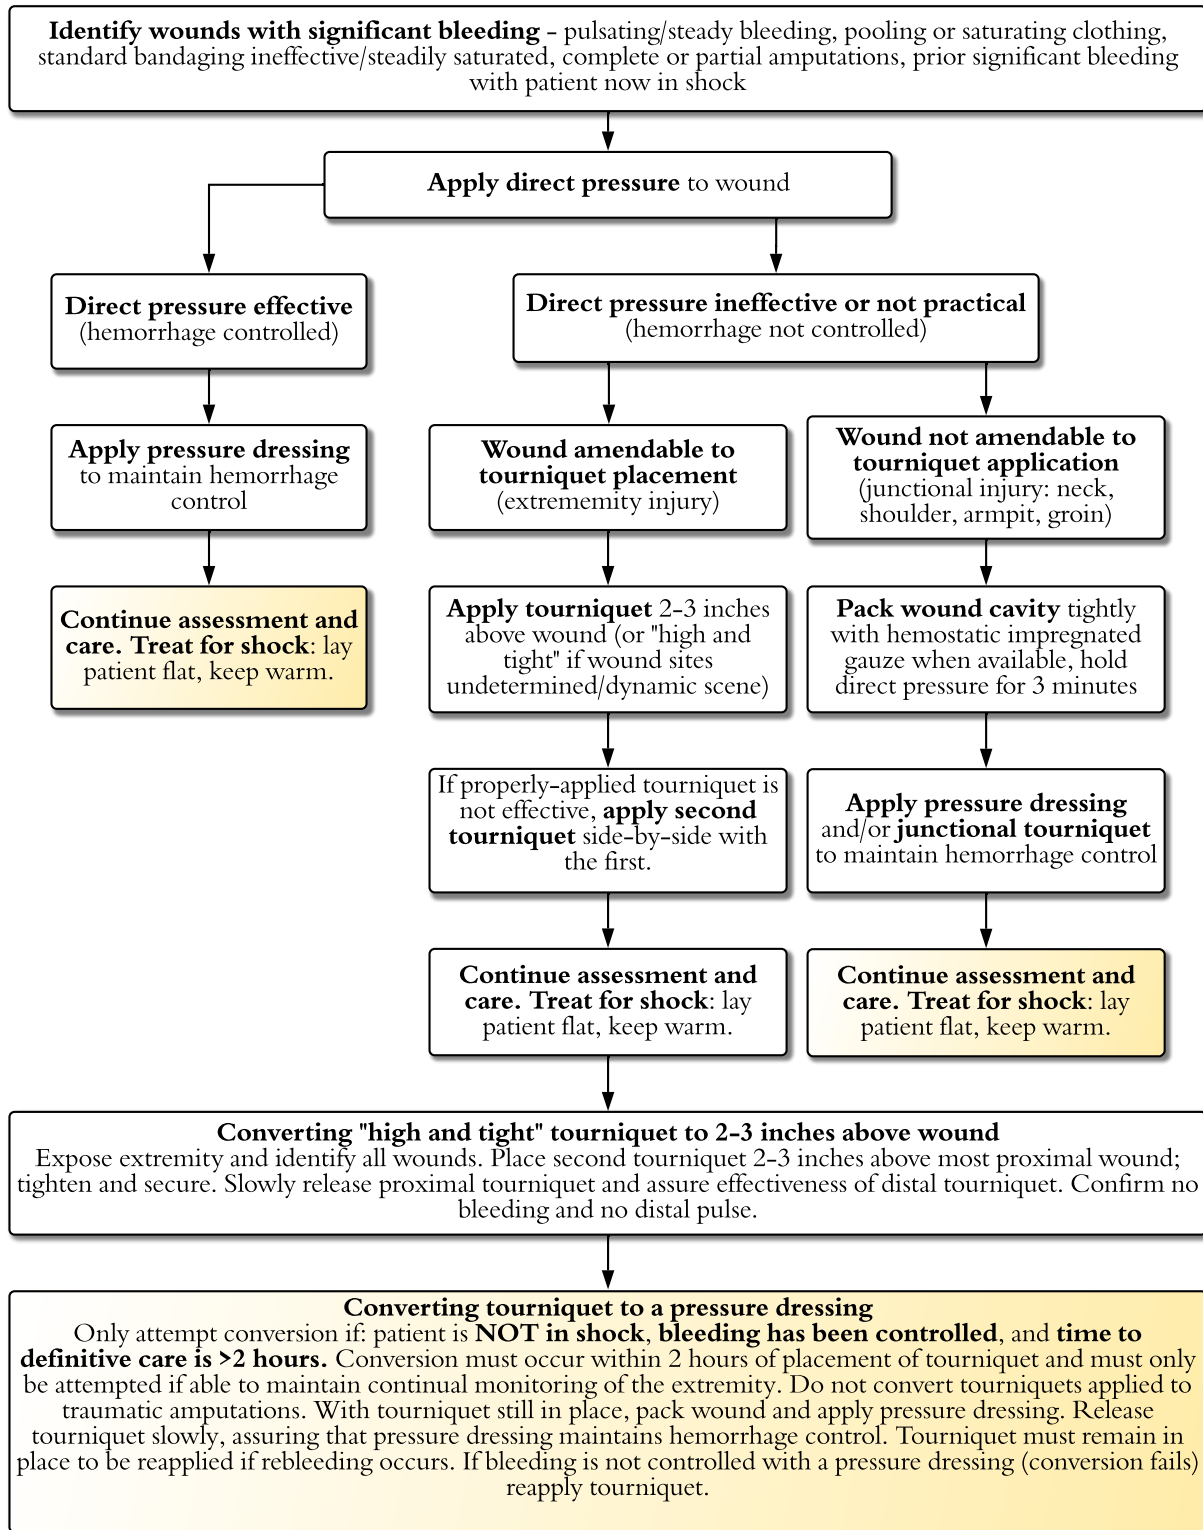 Identify wounds with significant bleeding - pulsating/steady bleeding, pooling or saturating clothing,
standard bandaging ineffective/steadily saturated, complete or partial amputations, prior significant bleeding
with patient now in shock
Apply direct pressure to wound
Direct pressure effective
(hemorrhage controlled)
Direct pressure ineffective or not practical
(hemorrhage not controlled)
Apply pressure dressing
to maintain hemorrhage
control
Wound amendable to
tourniquet placement
(extrememity injury)
Wound not amendable to
tourniquet application
(junctional injury: neck,
shoulder, armpit, groin)
Continue assessment and
care. Treat for shock: lay
patient flat, keep warm.
Apply tourniquet 2-3 inches
above wound (or "high and
tight" if wound sites
undetermined/dynamic scene)
Pack wound cavity tightly
with hemostatic impregnated
gauze when available, hold
direct pressure for 3 minutes
If properly-applied tourniquet is
not effective, apply second
tourniquet side-by-side with
the first.
Apply pressure dressing
and/or junctional tourniquet
to maintain hemorrhage control
Continue assessment and
care. Treat for shock: lay
patient flat, keep warm.
Continue assessment and
care. Treat for shock: lay
patient flat, keep warm.
Converting "high and tight" tourniquet to 2-3 inches above wound
Expose extremity and identify all wounds. Place second tourniquet 2-3 inches above most proximal wound;
tighten and secure. Slowly release proximal tourniquet and assure effectiveness of distal tourniquet. Confirm no
bleeding and no distal pulse.
Converting tourniquet to a pressure dressing
Only attempt conversion if: patient is NOT in shock, bleeding has been controlled, and time to
definitive care is >2 hours. Conversion must occur within 2 hours of placement of tourniquet and must only
be attempted if able to maintain continual monitoring of the extremity. Do not convert tourniquets applied to
traumatic amputations. With tourniquet still in place, pack wound and apply pressure dressing. Release
tourniquet slowly, assuring that pressure dressing maintains hemorrhage control. Tourniquet must remain in
place to be reapplied if rebleeding occurs. If bleeding is not controlled with a pressure dressing (conversion fails)
reapply tourniquet.